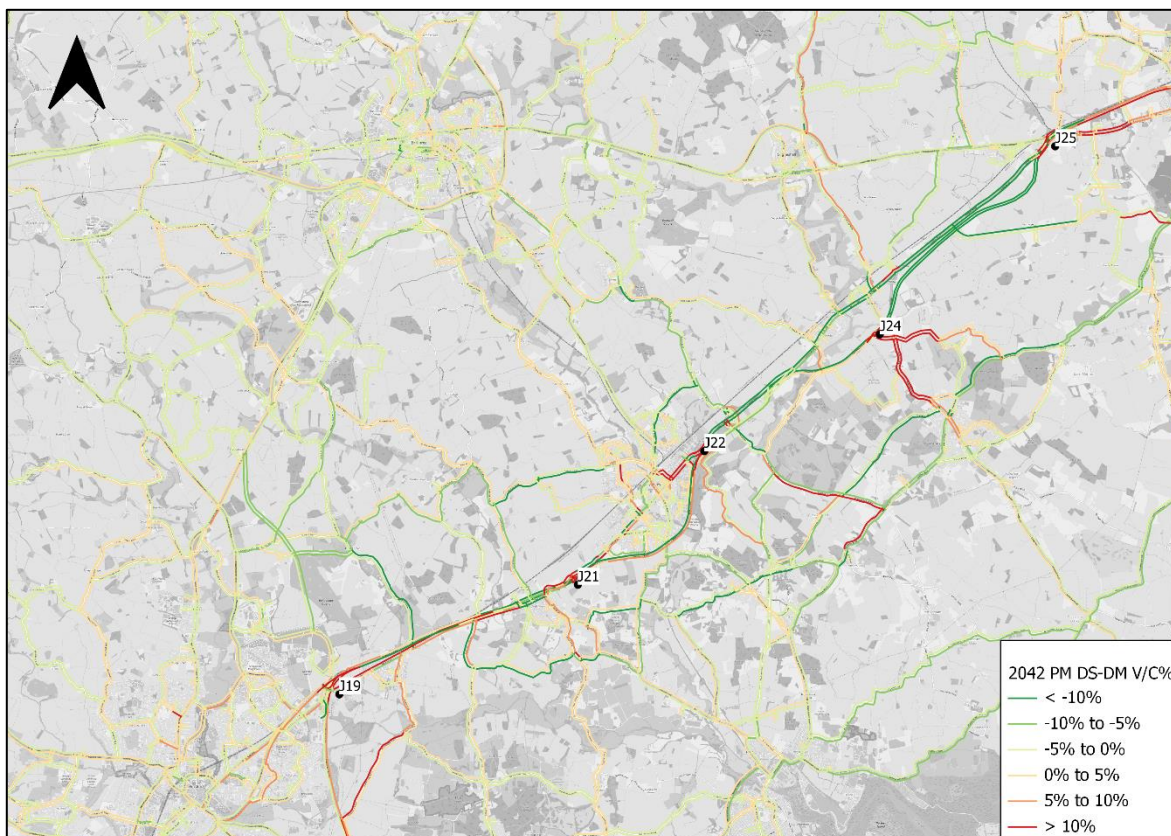 J25
J24
J22
J21
J19
2042 PM DS-DM V/C%
< -10%
-10% to -5%
-5% to 0%
0% to 5%
5% to 10%
> 10%